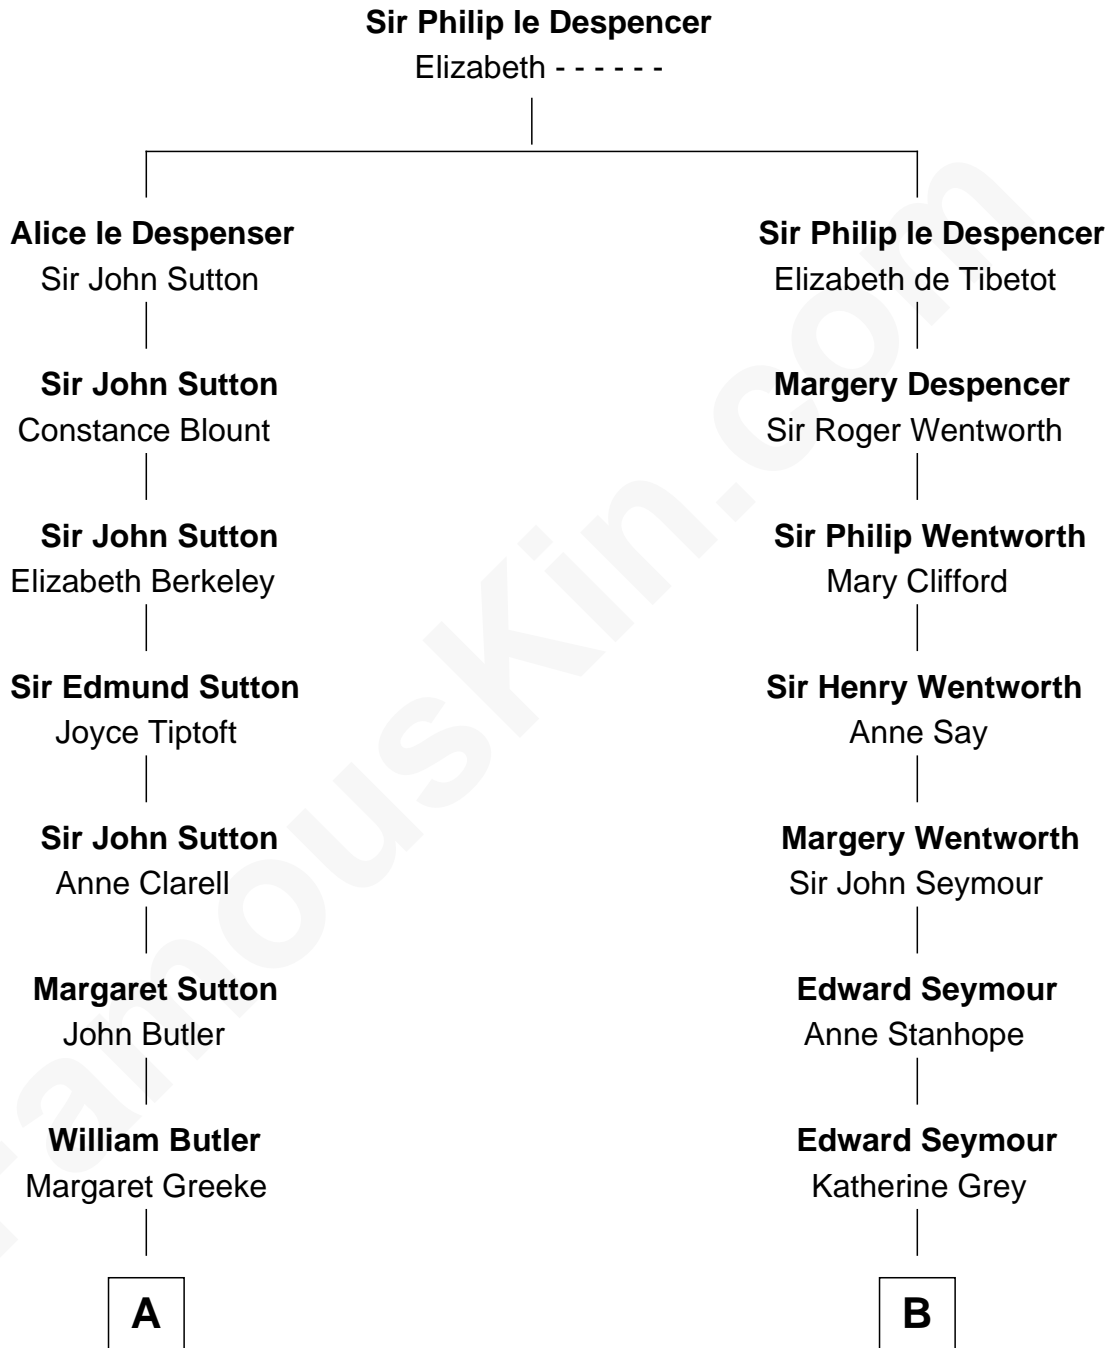 Sir Philip le Despencer
Elizabeth - - - - - -
Alice le Despenser
Sir John Sutton
Sir Philip le Despencer
Elizabeth de Tibetot
Sir John Sutton
Constance Blount
Margery Despencer
Sir Roger Wentworth
Sir John Sutton
Elizabeth Berkeley
Sir Philip Wentworth
Mary Clifford
Sir Edmund Sutton
Joyce Tiptoft
Sir Henry Wentworth
Anne Say
Sir John Sutton
Anne Clarell
Margery Wentworth
Sir John Seymour
Margaret Sutton
John Butler
Edward Seymour
Anne Stanhope
William Butler
Margaret Greeke
Edward Seymour
Katherine Grey
A
B
FamousKin.com